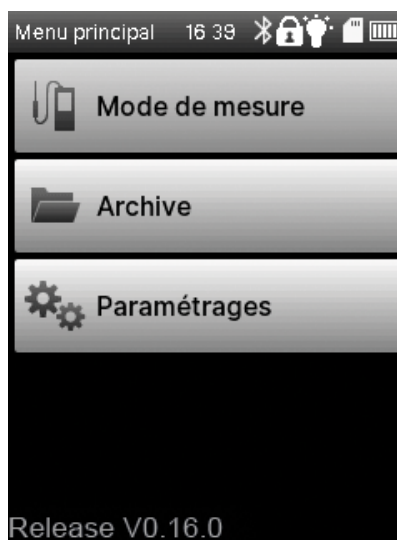 Menu principal 16 39
Mode de mesure
Archive
Paramétrages
Release V0.16.0